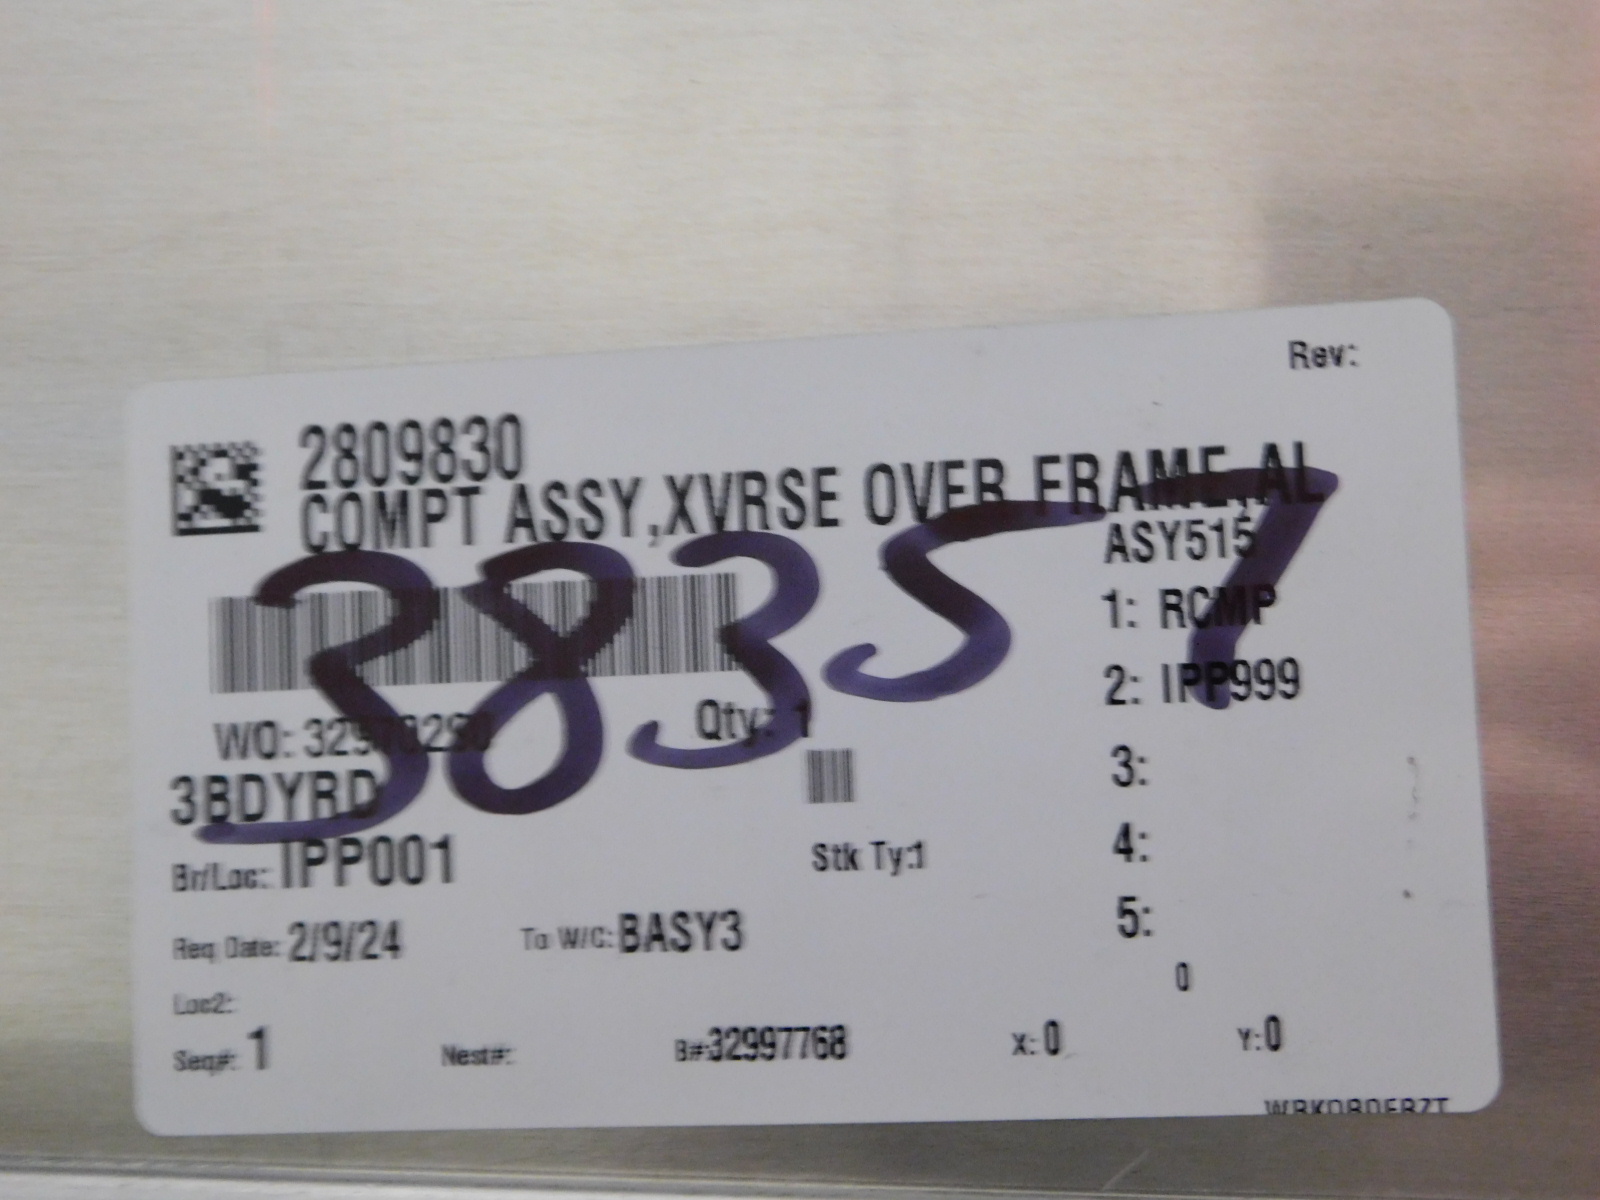 Rev:
2809830
COMPT ASSY,XVRSE OVER FRAME,AL
38357
ASY515
1: RCMP
2: IPP999
3:
4:
5:
0
WO:
Qty: 1
3BDYRD
Br/Loc: IPP001
Stk Ty:1
Req Date: 2/9/24
To W/C: BASY3
Loc2:
Seq#: 1
Nest#:
B#:32997768
X: 0
Y: 0